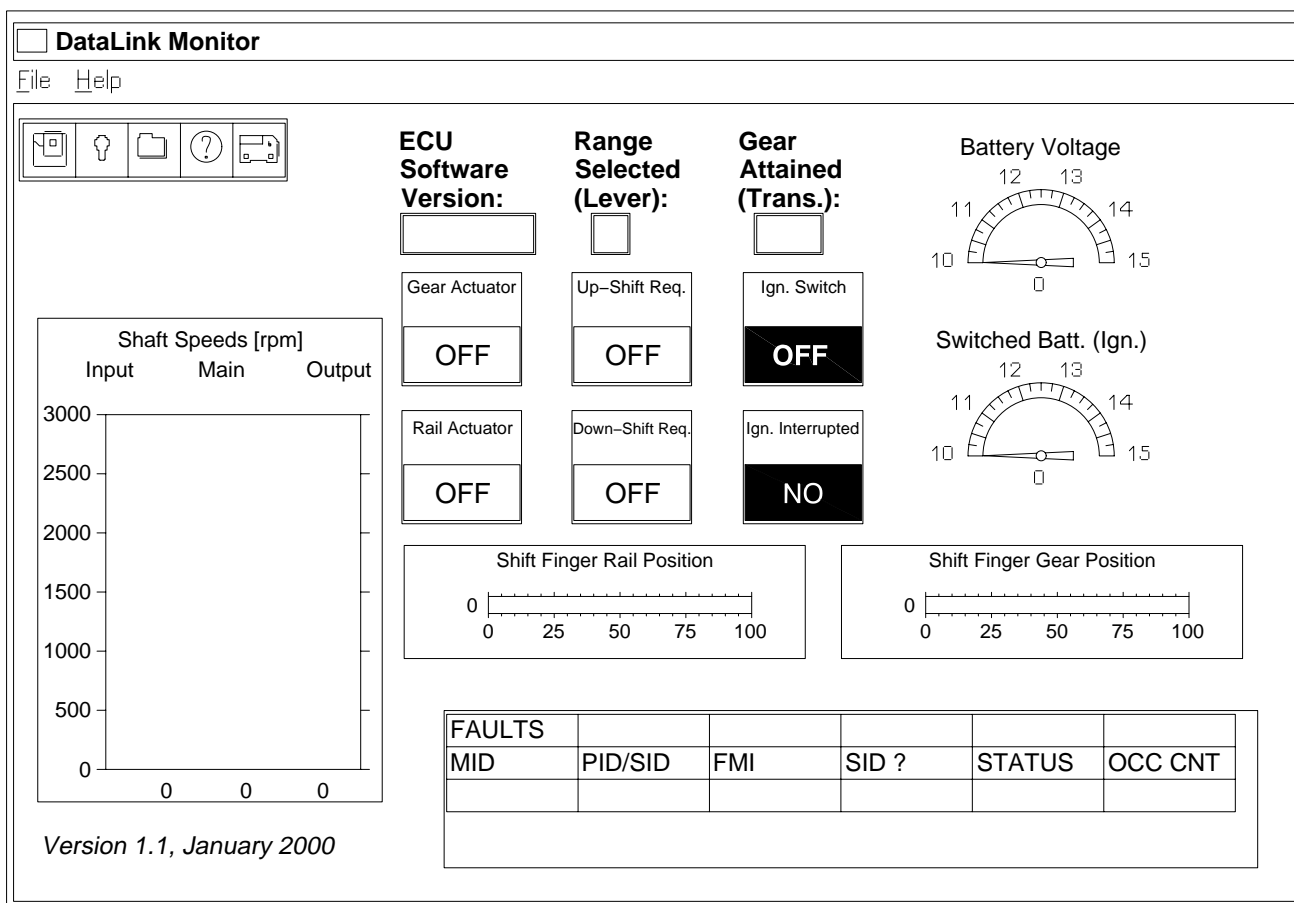 DataLink Monitor
File Help
?
ECU
Software
Version:
Range
Selected
(Lever):
Gear
Attained
(Trans.):
Battery Voltage
12 13
11 14
10 15
0
Gear Actuator
OFF
Up–Shift Req.
OFF
Ign. Switch
OFF
Switched Batt. (Ign.)
12 13
11 14
10 15
0
Rail Actuator
OFF
Down–Shift Req.
OFF
Ign. Interrupted
NO
Shaft Speeds [rpm]
Input Main Output
3000
2500
2000
1500
1000
500
0
0 0 0
Shift Finger Rail Position
0
0 25 50 75 100
Shift Finger Gear Position
0
0 25 50 75 100
FAULTS
MID PID/SID FMI SID ? STATUS OCC CNT
Version 1.1, January 2000